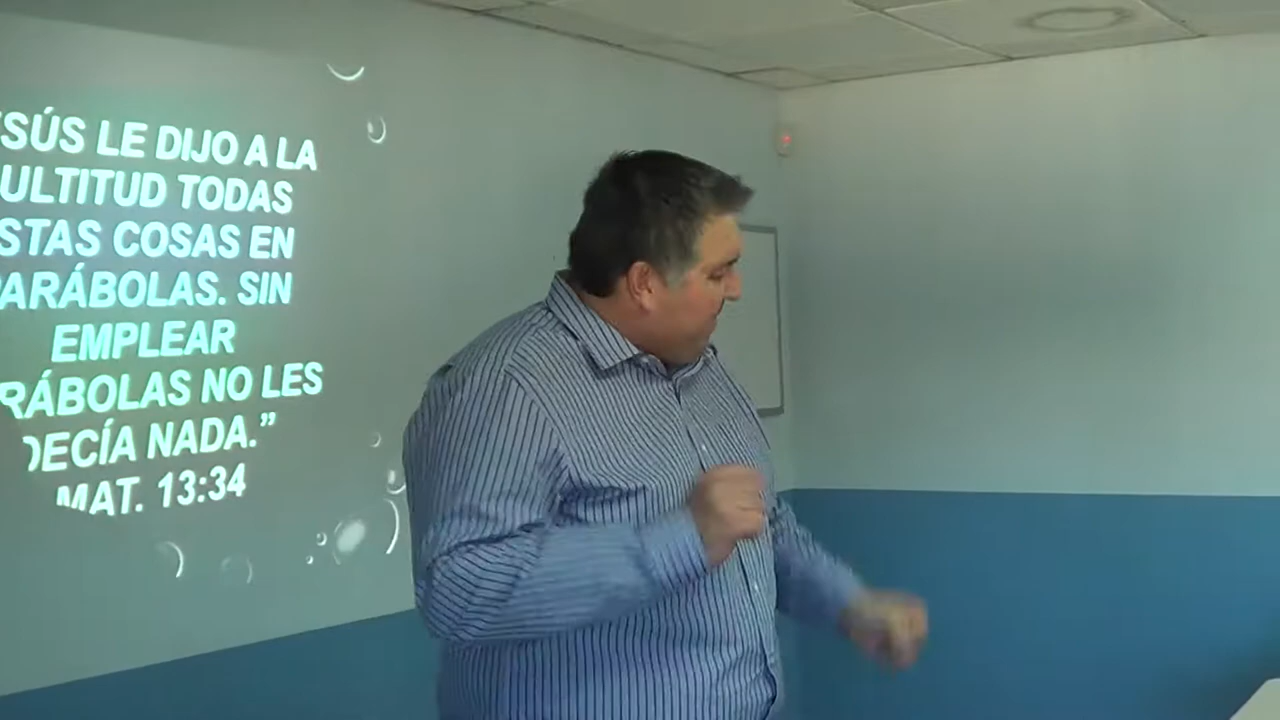 SÚS LE DIJO A LA
ULTITUD TODAS
STAS COSAS EN
ARÁBOLAS. SIN
EMPLEAR
RÁBOLAS NO LES
DECÍA NADA.”
MAT. 13:34